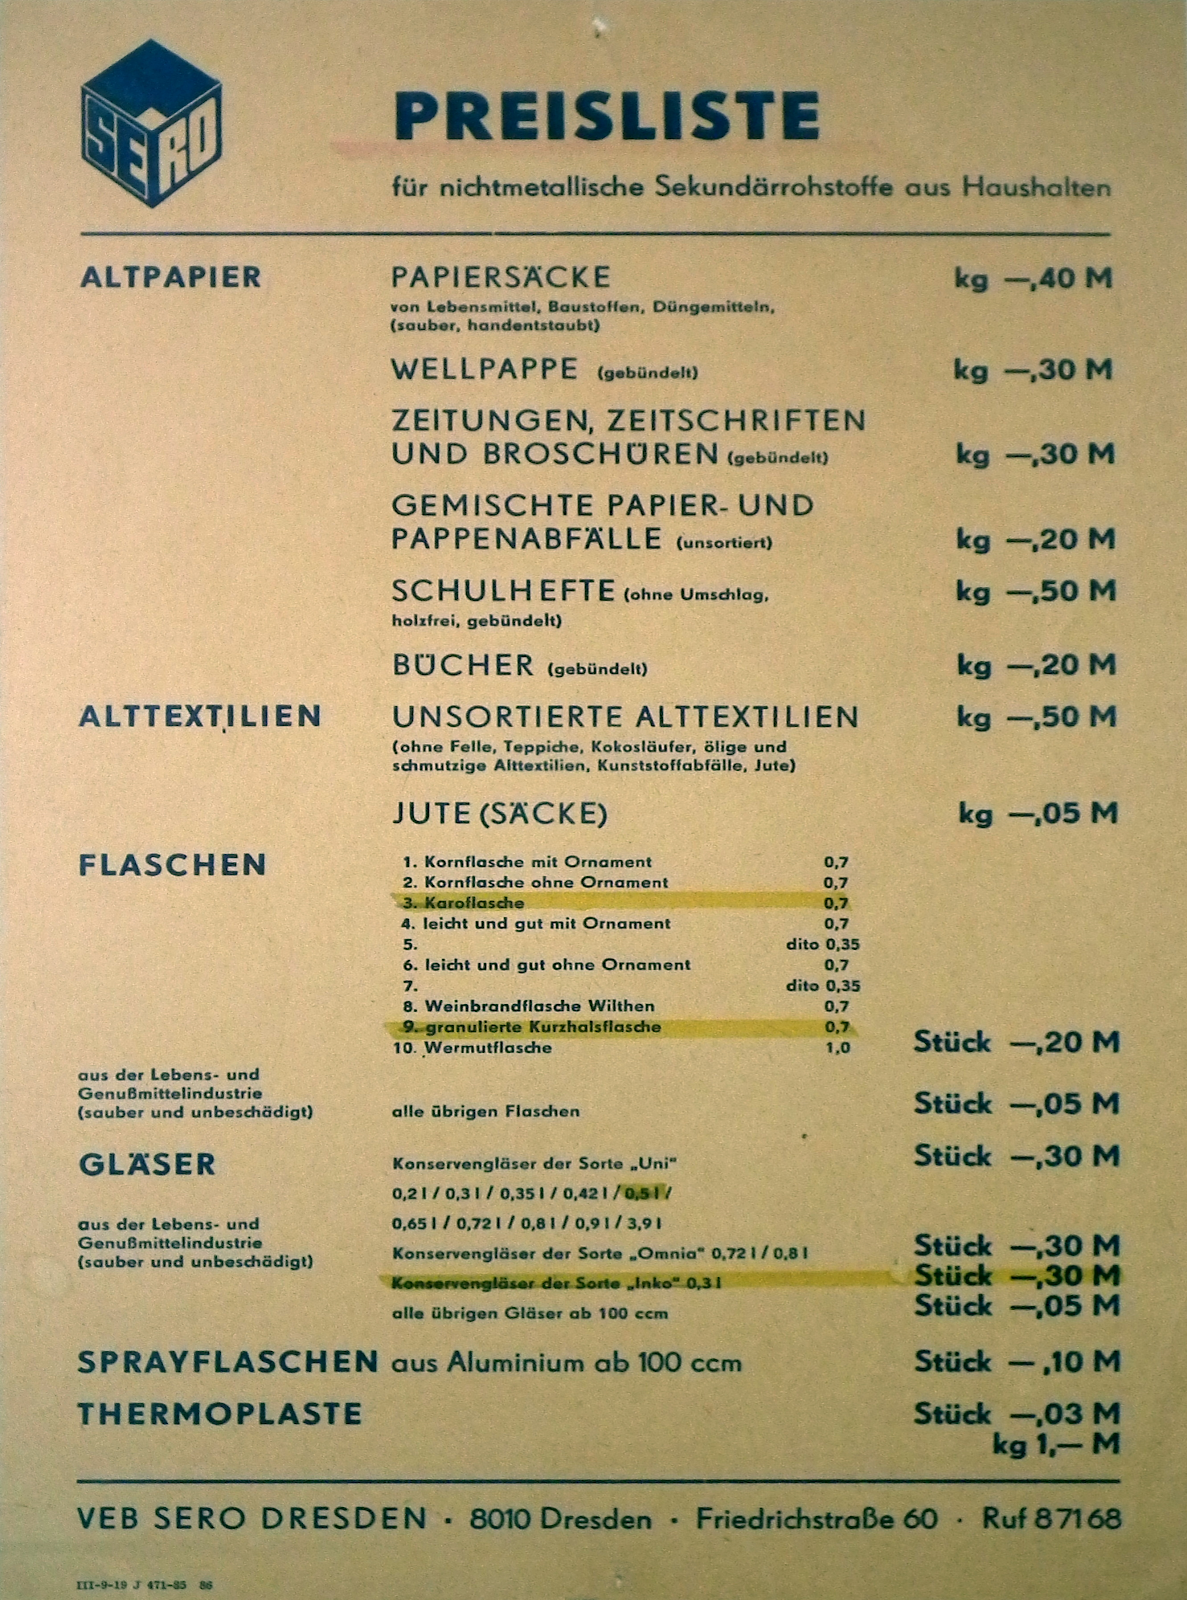 SERO
PREISLISTE
für nichtmetallische Sekundärrohstoffe aus Haushalten
ALTPAPIER PAPIERSÄCKE kg —,40 M
von Lebensmittel, Baustoffen, Düngemitteln,
(sauber, handentstaubt)
WELLPAPPE (gebündelt) kg —,30 M
ZEITUNGEN, ZEITSCHRIFTEN
UND BROSCHÜREN (gebündelt) kg —,30 M
GEMISCHTE PAPIER- UND
PAPPENABFÄLLE (unsortiert) kg —,20 M
SCHULHEFTE (ohne Umschlag, kg —,50 M
holzfrei, gebündelt)
BÜCHER (gebündelt) kg —,20 M
ALTTEXTILIEN UNSORTIERTE ALTTEXTILIEN kg —,50 M
(ohne Felle, Teppiche, Kokosläufer, ölige und
schmutzige Alttextilien, Kunststoffabfälle, Jute)
JUTE (SÄCKE) kg —,05 M
FLASCHEN 1. Kornflasche mit Ornament 0,7
2. Kornflasche ohne Ornament 0,7
3. Karoflasche 0,7
4. leicht und gut mit Ornament 0,7
5. dito 0,35
6. leicht und gut ohne Ornament 0,7
7. dito 0,35
8. Weinbrandflasche Wilthen 0,7
9. granulierte Kurzhalsflasche 0,7
10. Wermutflasche 1,0 Stück —,20 M
aus der Lebens- und
Genußmittelindustrie
(sauber und unbeschädigt) alle übrigen Flaschen Stück —,05 M
GLÄSER Konservengläser der Sorte „Uni“ Stück —,30 M
0,2 l / 0,3 l / 0,35 l / 0,42 l / 0,5 l /
aus der Lebens- und 0,65 l / 0,72 l / 0,8 l / 0,9 l / 3,9 l
Genußmittelindustrie
(sauber und unbeschädigt)
Konservengläser der Sorte „Omnia“ 0,72 l / 0,8 l Stück —,30 M
Konservengläser der Sorte „Inko“ 0,3 l Stück —,30 M
alle übrigen Gläser ab 100 ccm Stück —,05 M
SPRAYFLASCHEN aus Aluminium ab 100 ccm Stück — ,10 M
THERMOPLASTE Stück —,03 M
kg 1,— M
VEB SERO DRESDEN · 8010 Dresden · Friedrichstraße 60 · Ruf 8 71 68
III-9-19 J 471-85 86